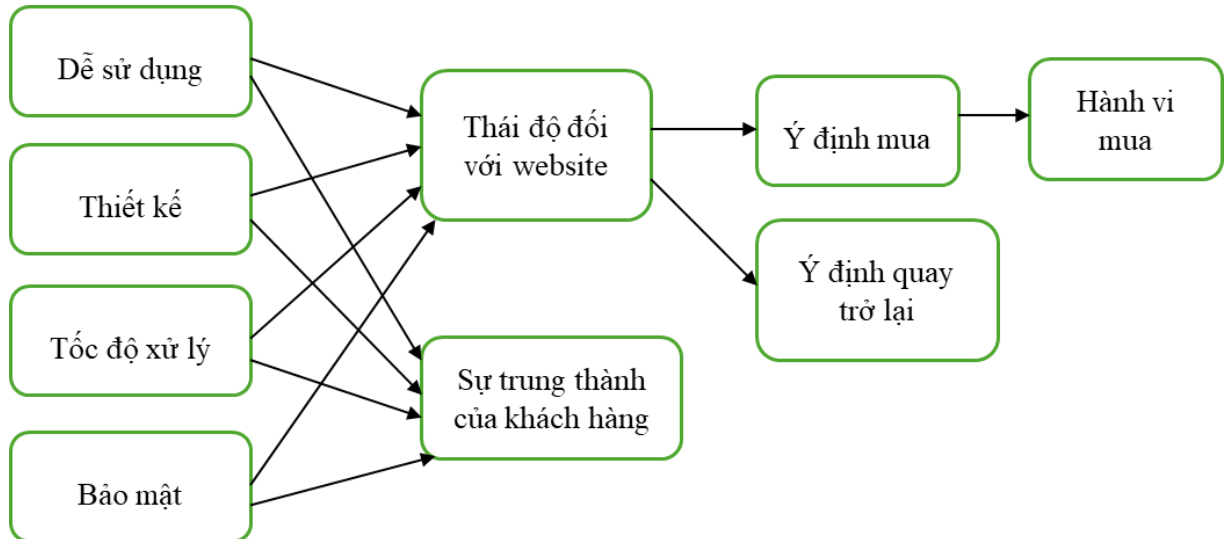 Dễ sử dụng
Thiết kế
Tốc độ xử lý
Bảo mật
Thái độ đối
với website
Sự trung thành
của khách hàng
Ý định mua
Ý định quay
trở lại
Hành vi
mua